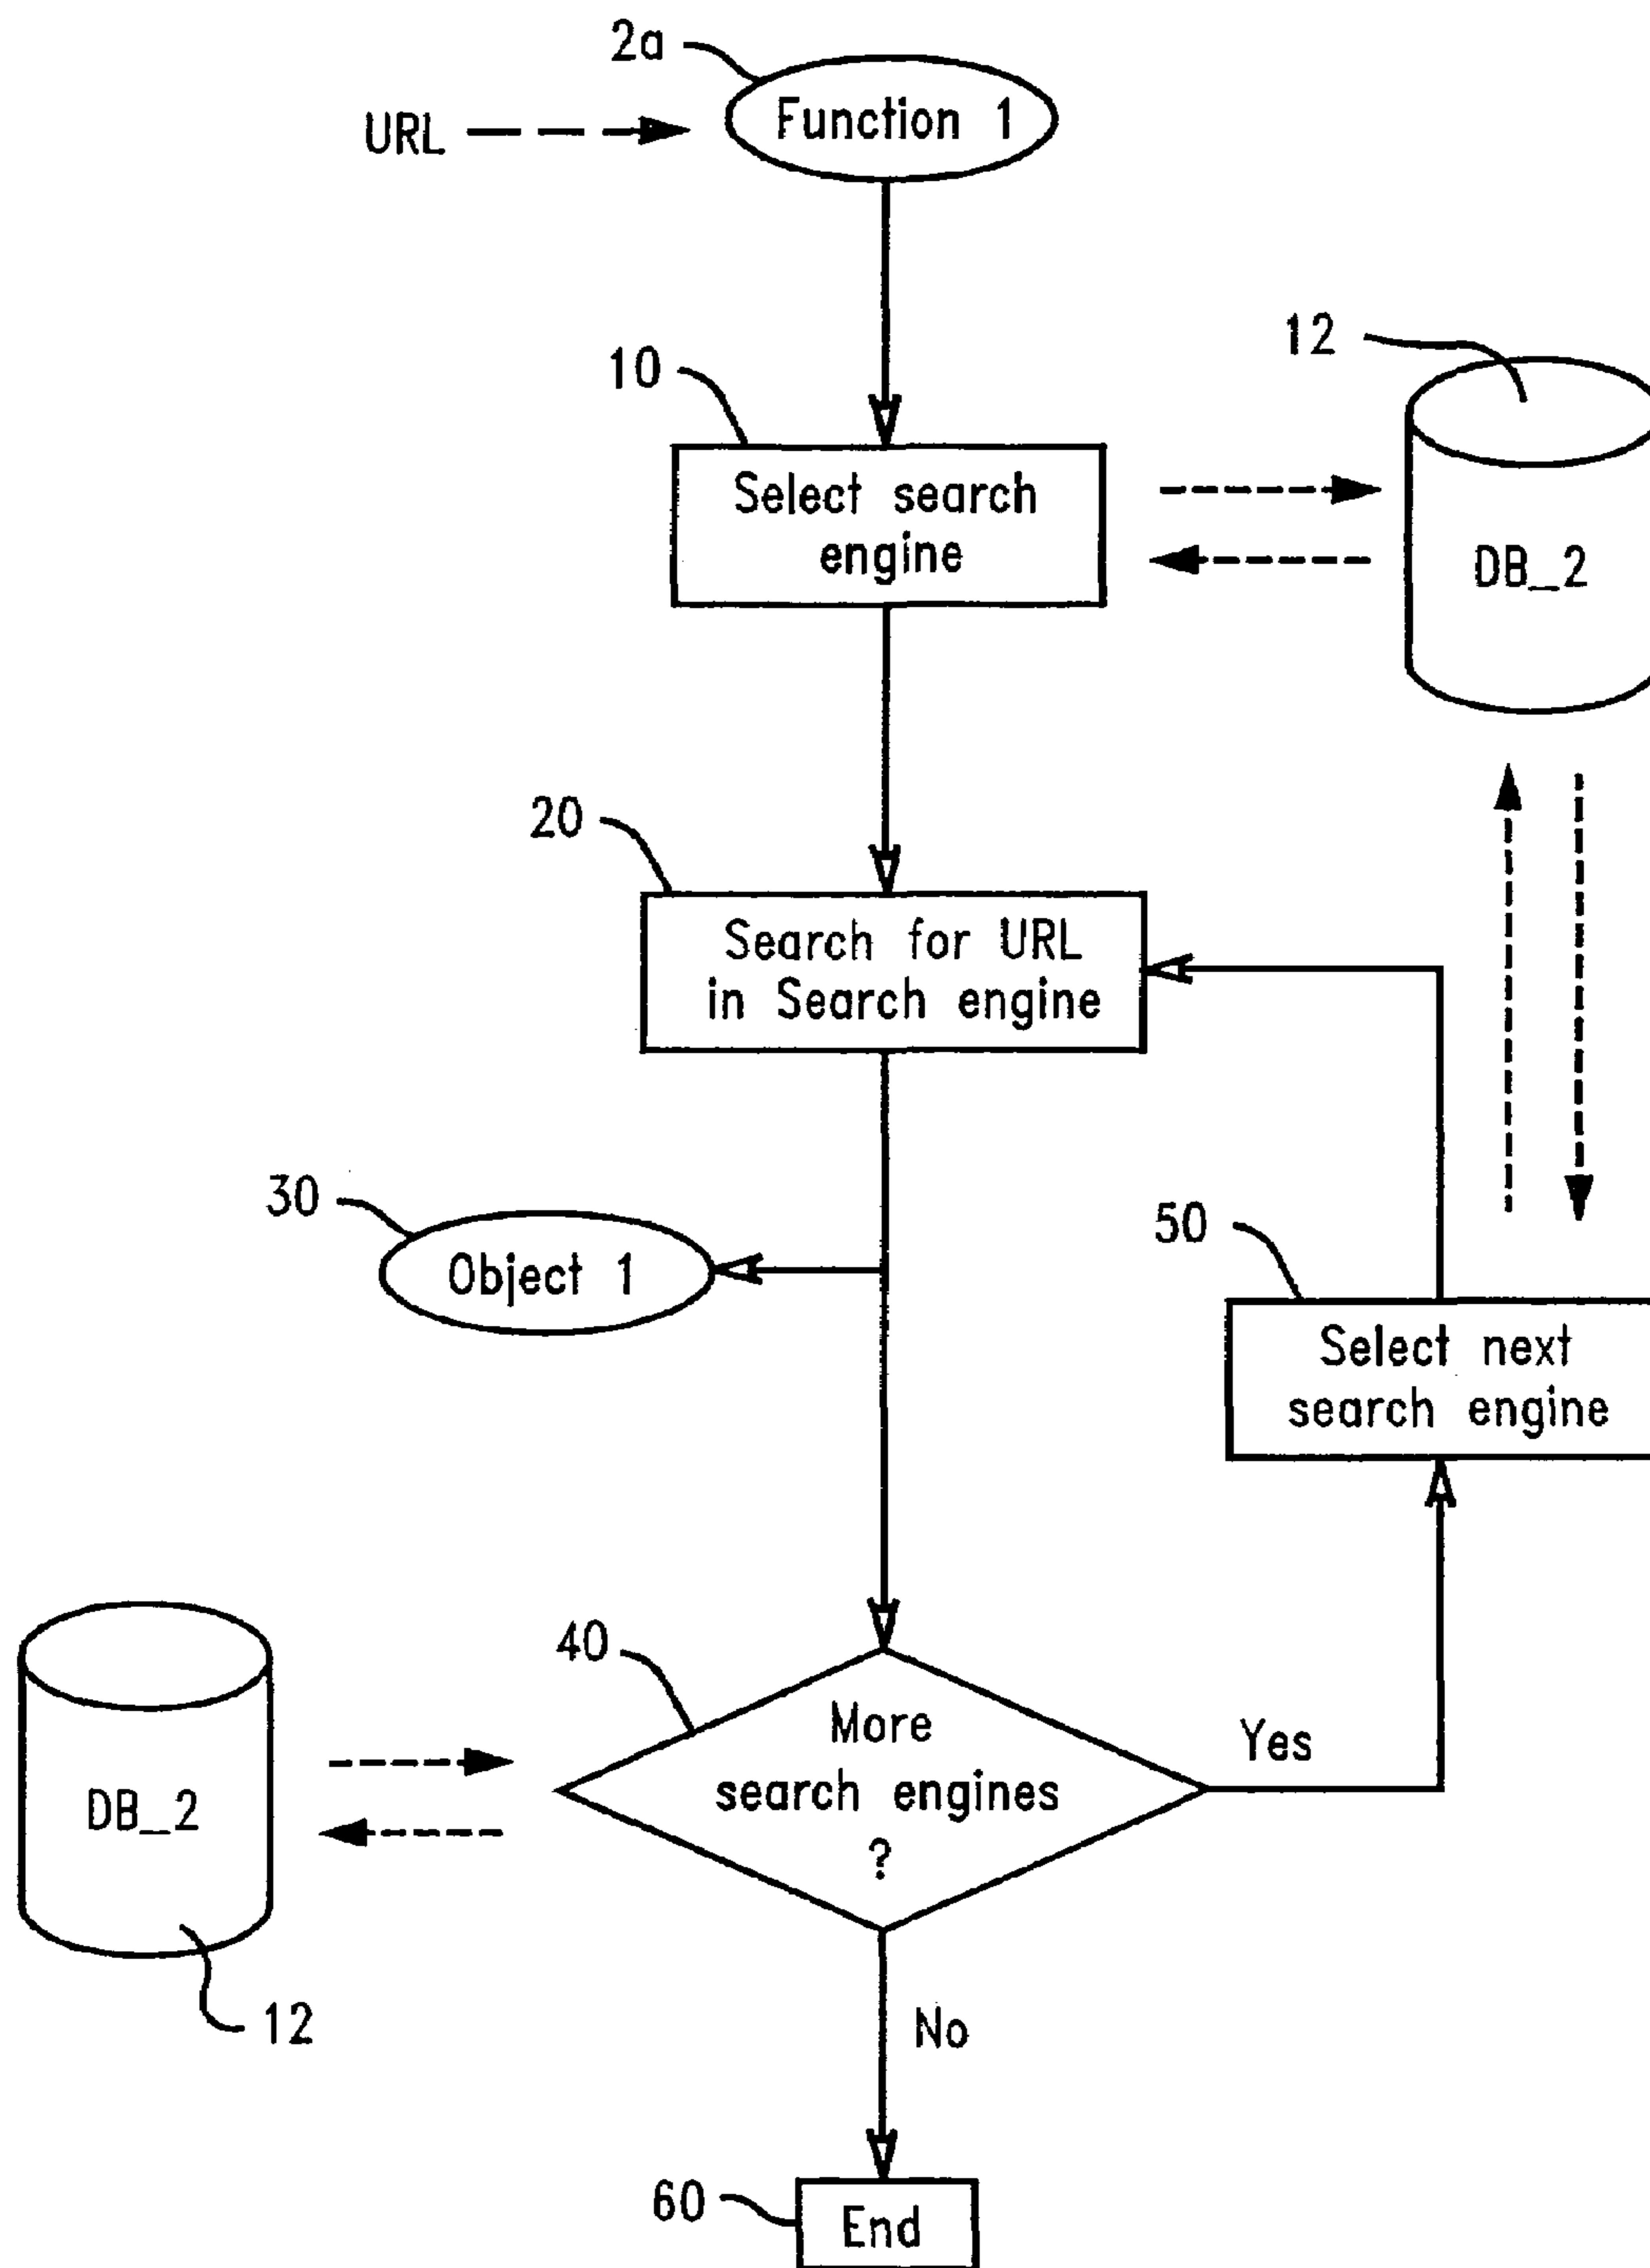 2a
URL
Function 1
12
10
Select search
engine
DB_2
20
Search for URL
in Search engine
30
Object 1
50
Select next
search engine
40
More
search engines
?
Yes
DB_2
12
No
60
End